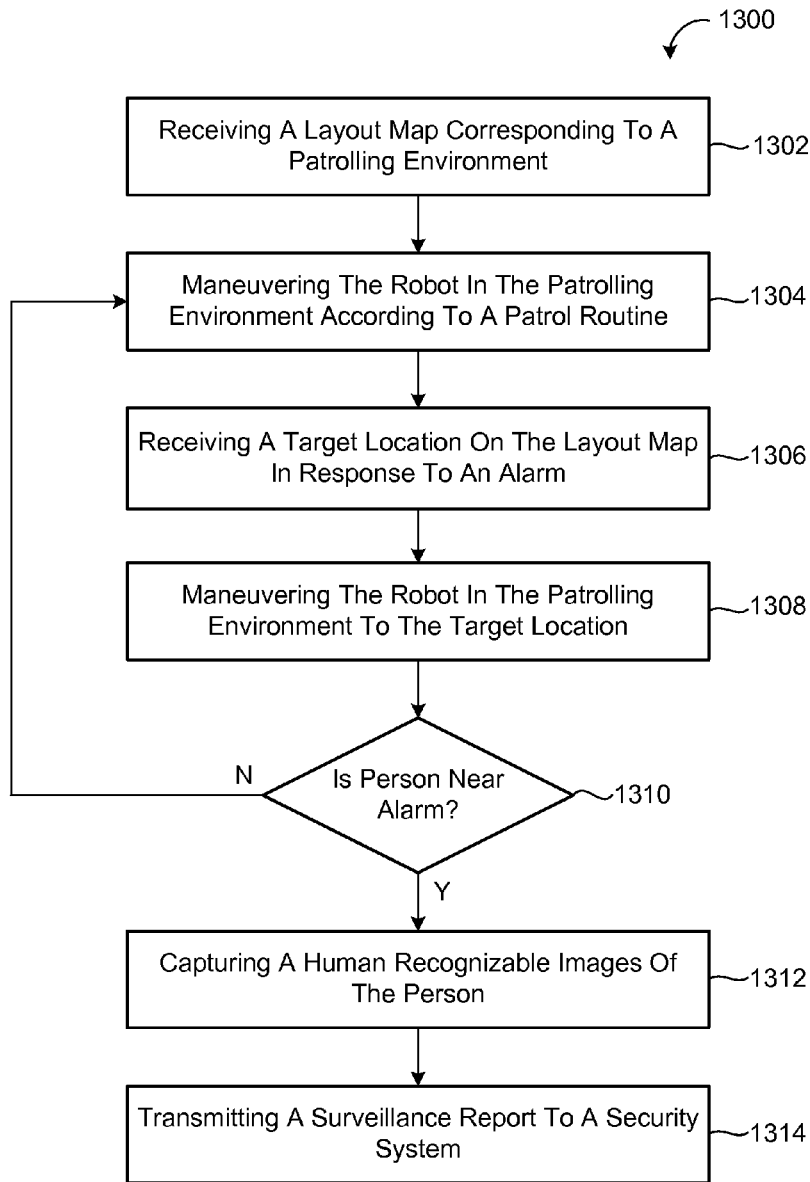 1300
Receiving A Layout Map Corresponding To A
Patrolling Environment
1302
Maneuvering The Robot In The Patrolling
Environment According To A Patrol Routine
1304
Receiving A Target Location On The Layout Map
In Response To An Alarm
1306
Maneuvering The Robot In The Patrolling
Environment To The Target Location
1308
N
Is Person Near
Alarm?
1310
Y
Capturing A Human Recognizable Images Of
The Person
1312
Transmitting A Surveillance Report To A Security
System
1314